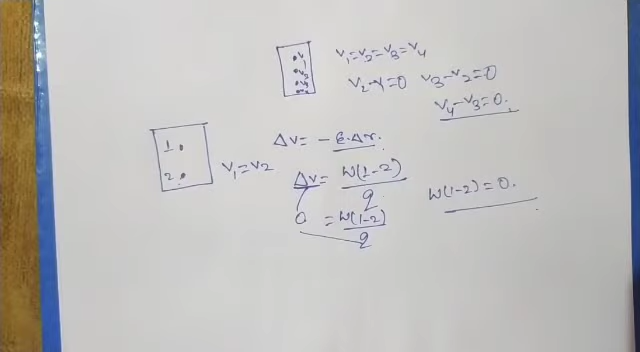 V₁=V₂=V₃=V₄
V₂-V₁=0 V₃-V₂=0
V₄-V₃=0.
ΔV= -E.Δr.
1
2
V₁=V₂
ΔV= W(1-2)/q
W(1-2)=0.
0 = W(1-2)/q